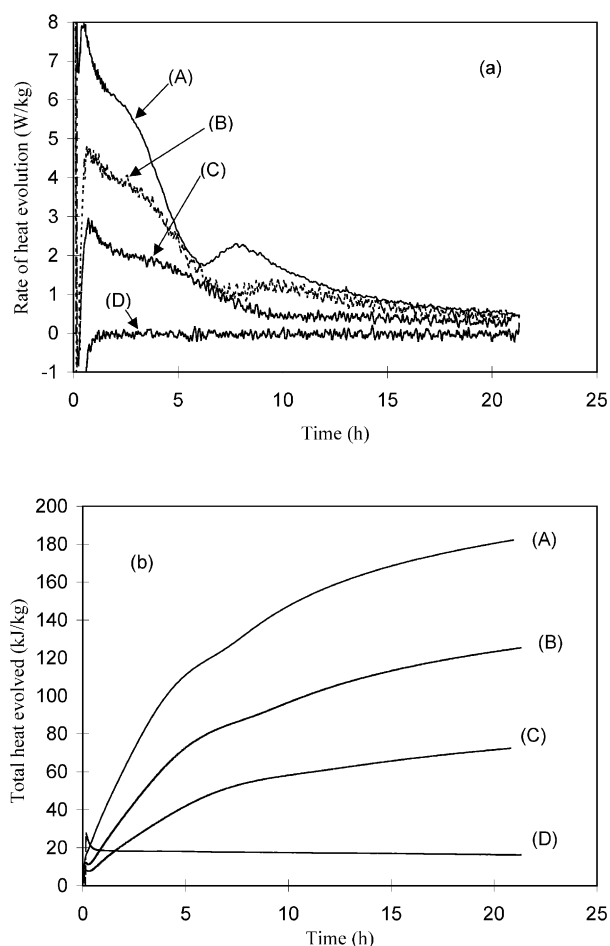 8
7
6
5
4
3
2
1
0
-1
Rate of heat evolution (W/kg)
(a)
(A)
(B)
(C)
(D)
0 5 10 15 20 25
Time (h)
200
180
160
140
120
100
80
60
40
20
0
Total heat evolved (kJ/kg)
(b)
(A)
(B)
(C)
(D)
0 5 10 15 20 25
Time (h)